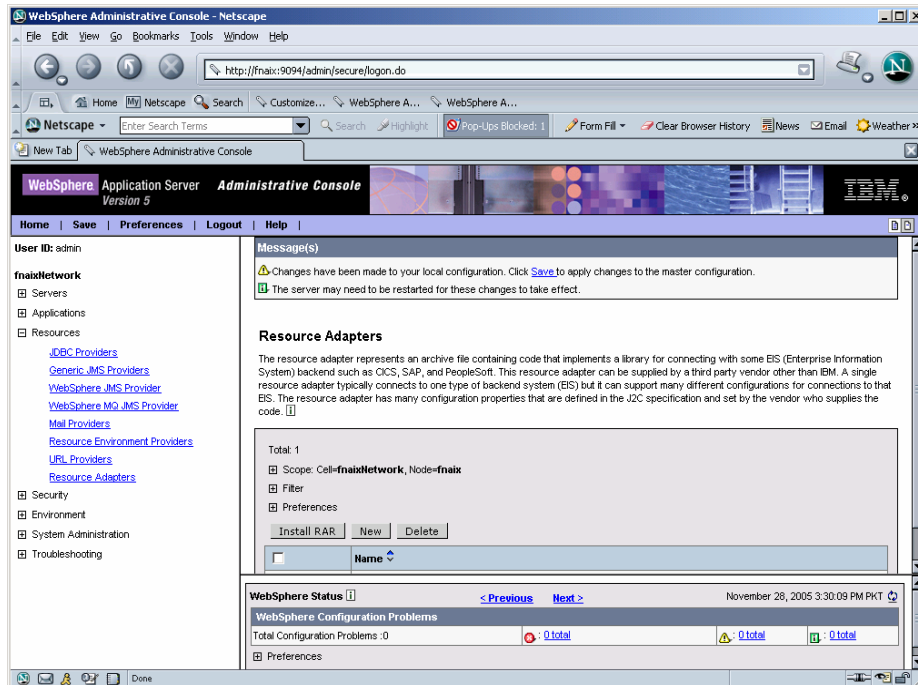 WebSphere Administrative Console - Netscape
File Edit View Go Bookmarks Tools Window Help
http://fnaix:9094/admin/secure/logon.do
Home My Netscape Search Customize... WebSphere A... WebSphere A...
Netscape Enter Search Terms Search Highlight Pop-Ups Blocked: 1 Form Fill Clear Browser History News Email Weather
New Tab WebSphere Administrative Console
WebSphere Application Server Administrative Console
Version 5
IBM
Home | Save | Preferences | Logout | Help |
User ID: admin
fnaixNetwork
Servers
Applications
Resources
JDBC Providers
Generic JMS Providers
WebSphere JMS Provider
WebSphere MQ JMS Provider
Mail Providers
Resource Environment Providers
URL Providers
Resource Adapters
Security
Environment
System Administration
Troubleshooting
Message(s)
Changes have been made to your local configuration. Click Save to apply changes to the master configuration.
The server may need to be restarted for these changes to take effect.
Resource Adapters
The resource adapter represents an archive file containing code that implements a library for connecting with some EIS (Enterprise Information
System) backend such as CICS, SAP, and PeopleSoft. This resource adapter can be supplied by a third party vendor other than IBM. A single
resource adapter typically connects to one type of backend system (EIS) but it can support many different configurations for connections to that
EIS. The resource adapter has many configuration properties that are defined in the J2C specification and set by the vendor who supplies the
code. i
Total: 1
Scope: Cell=fnaixNetwork, Node=fnaix
Filter
Preferences
Install RAR New Delete
Name
WebSphere Status i < Previous Next > November 28, 2005 3:30:09 PM PKT
WebSphere Configuration Problems
Total Configuration Problems :0 : 0 total : 0 total : 0 total
Preferences
Done